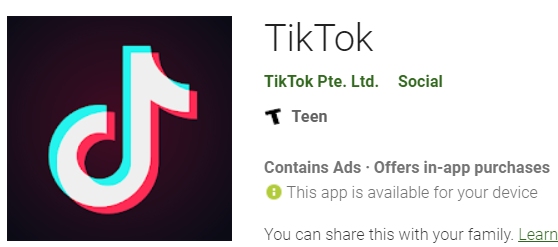 TikTok
TikTok Pte. Ltd. Social
T Teen
Contains Ads · Offers in-app purchases
This app is available for your device
You can share this with your family. Learn